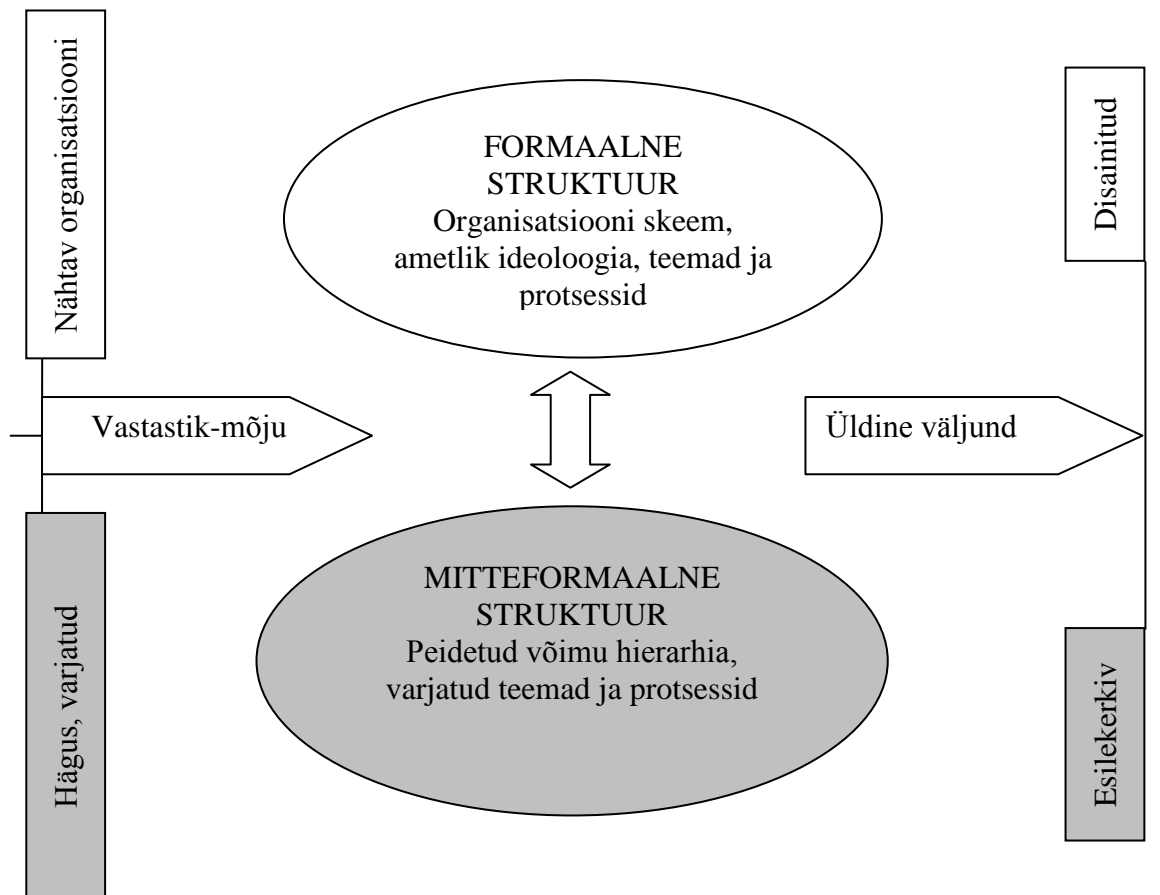 Nähtav organisatsiooni
FORMAALNE
STRUKTUUR
Organisatsiooni skeem,
ametlik ideoloogia, teemad ja
protsessid
Disainitud
Vastastik-mõju
Üldine väljund
Hägus, varjatud
MITTEFORMAALNE
STRUKTUUR
Peidetud võimu hierarhia,
varjatud teemad ja protsessid
Esilekerkiv